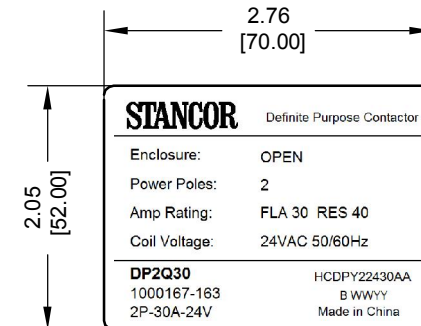 2.76
[70.00]
2.05
[52.00]
STANCOR Definite Purpose Contactor
Enclosure: OPEN
Power Poles: 2
Amp Rating: FLA 30 RES 40
Coil Voltage: 24VAC 50/60Hz
DP2Q30 HCDPY22430AA
1000167-163 B WWYY
2P-30A-24V Made in China